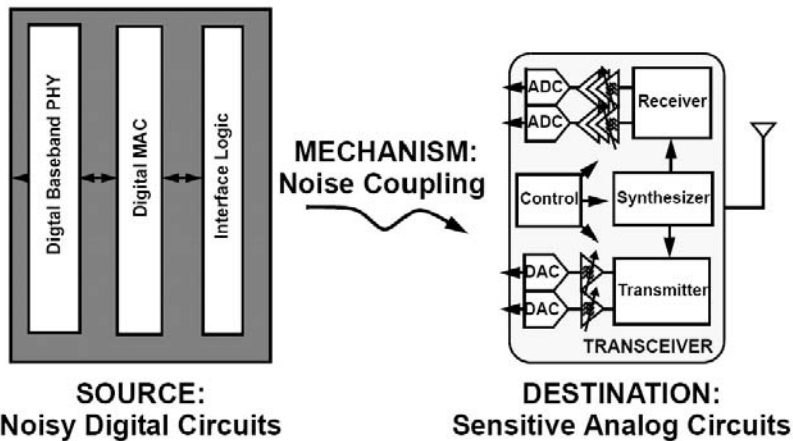 Digtal Baseband PHY
Digital MAC
Interface Logic
SOURCE:
Noisy Digital Circuits
MECHANISM:
Noise Coupling
ADC
ADC
Receiver
Control
Synthesizer
DAC
DAC
Transmitter
TRANSCEIVER
DESTINATION:
Sensitive Analog Circuits